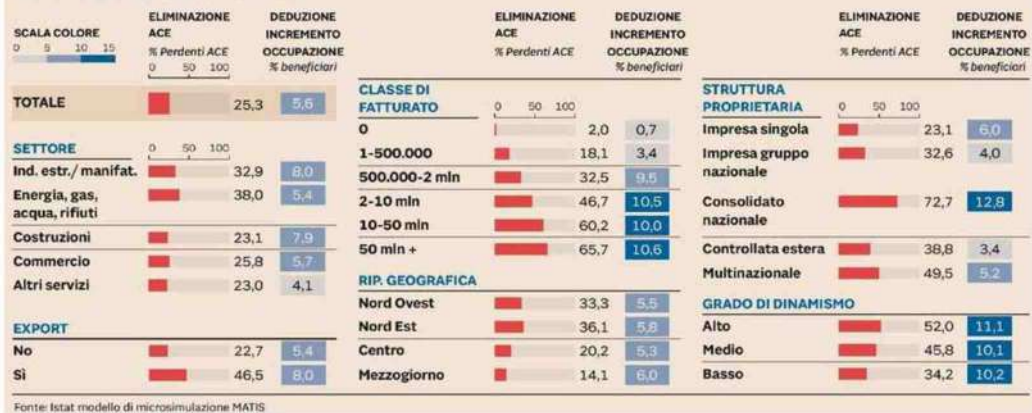 SCALA COLORE
0 5 10 15
ELIMINAZIONE ACE
% Perdenti ACE
DEDUZIONE INCREMENTO OCCUPAZIONE
% beneficiari
0 50 100
TOTALE 25,3 5,6
SETTORE
0 50 100
Ind. estr./ manifat. 32,9 8,0
Energia, gas, acqua, rifiuti 38,0 5,4
Costruzioni 23,1 7,9
Commercio 25,8 5,7
Altri servizi 23,0 4,1
EXPORT
No 22,7 5,4
Sì 46,5 8,0
ELIMINAZIONE ACE
% Perdenti ACE
DEDUZIONE INCREMENTO OCCUPAZIONE
% beneficiari
CLASSE DI FATTURATO
0 50 100
0 2,0 0,7
1-500.000 18,1 3,4
500.000-2 mln 32,5 9,5
2-10 mln 46,7 10,5
10-50 mln 60,2 10,0
50 mln + 65,7 10,6
RIP. GEOGRAFICA
Nord Ovest 33,3 5,5
Nord Est 36,1 5,8
Centro 20,2 5,3
Mezzogiorno 14,1 6,0
ELIMINAZIONE ACE
% Perdenti ACE
DEDUZIONE INCREMENTO OCCUPAZIONE
% beneficiari
STRUTTURA PROPRIETARIA
0 50 100
Impresa singola 23,1 6,0
Impresa gruppo nazionale 32,6 4,0
Consolidato nazionale 72,7 12,8
Controllata estera 38,8 3,4
Multinazionale 49,5 5,2
GRADO DI DINAMISMO
Alto 52,0 11,1
Medio 45,8 10,1
Basso 34,2 10,2
Fonte: Istat modello di microsimulazione MATIS